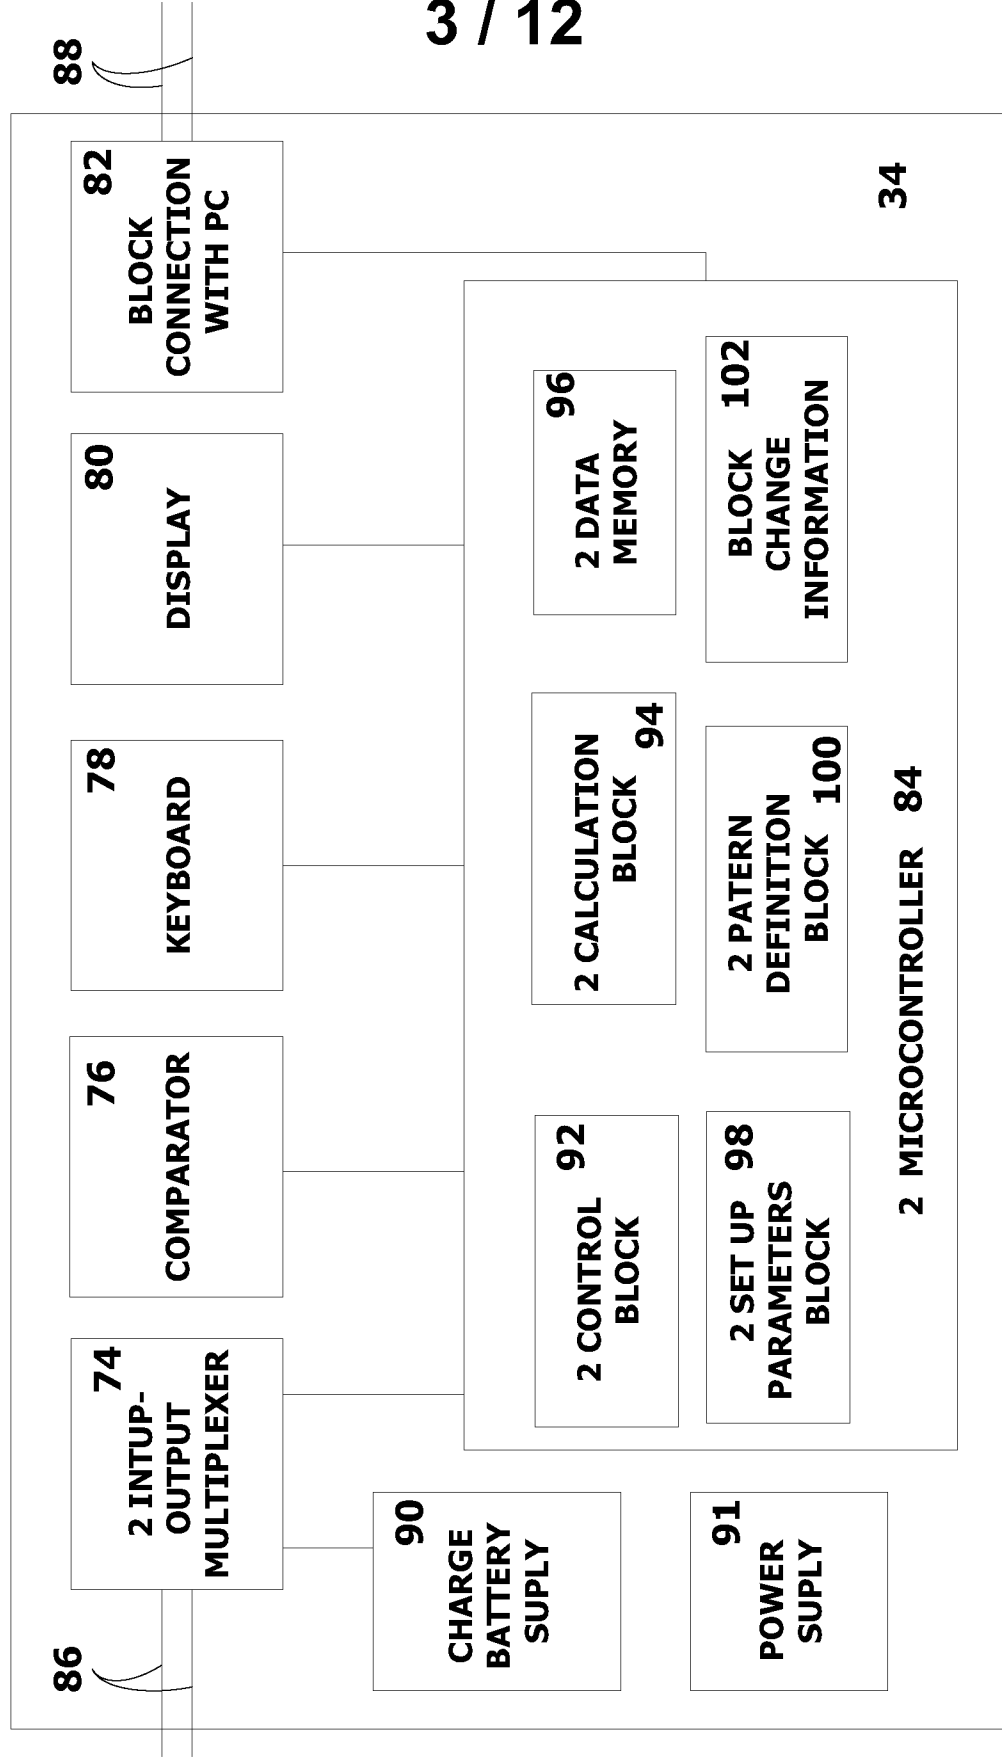 3 / 12
88
82
BLOCK
CONNECTION
WITH PC
80
DISPLAY
78
KEYBOARD
76
COMPARATOR
74
2 INTUP-
OUTPUT
MULTIPLEXER
86
34
96
2 DATA
MEMORY
BLOCK 102
CHANGE
INFORMATION
2 CALCULATION
BLOCK 94
2 PATERN
DEFINITION
BLOCK 100
92
2 CONTROL
BLOCK
2 SET UP 98
PARAMETERS
BLOCK
2 MICROCONTROLLER 84
90
CHARGE
BATTERY
SUPLY
91
POWER
SUPLY